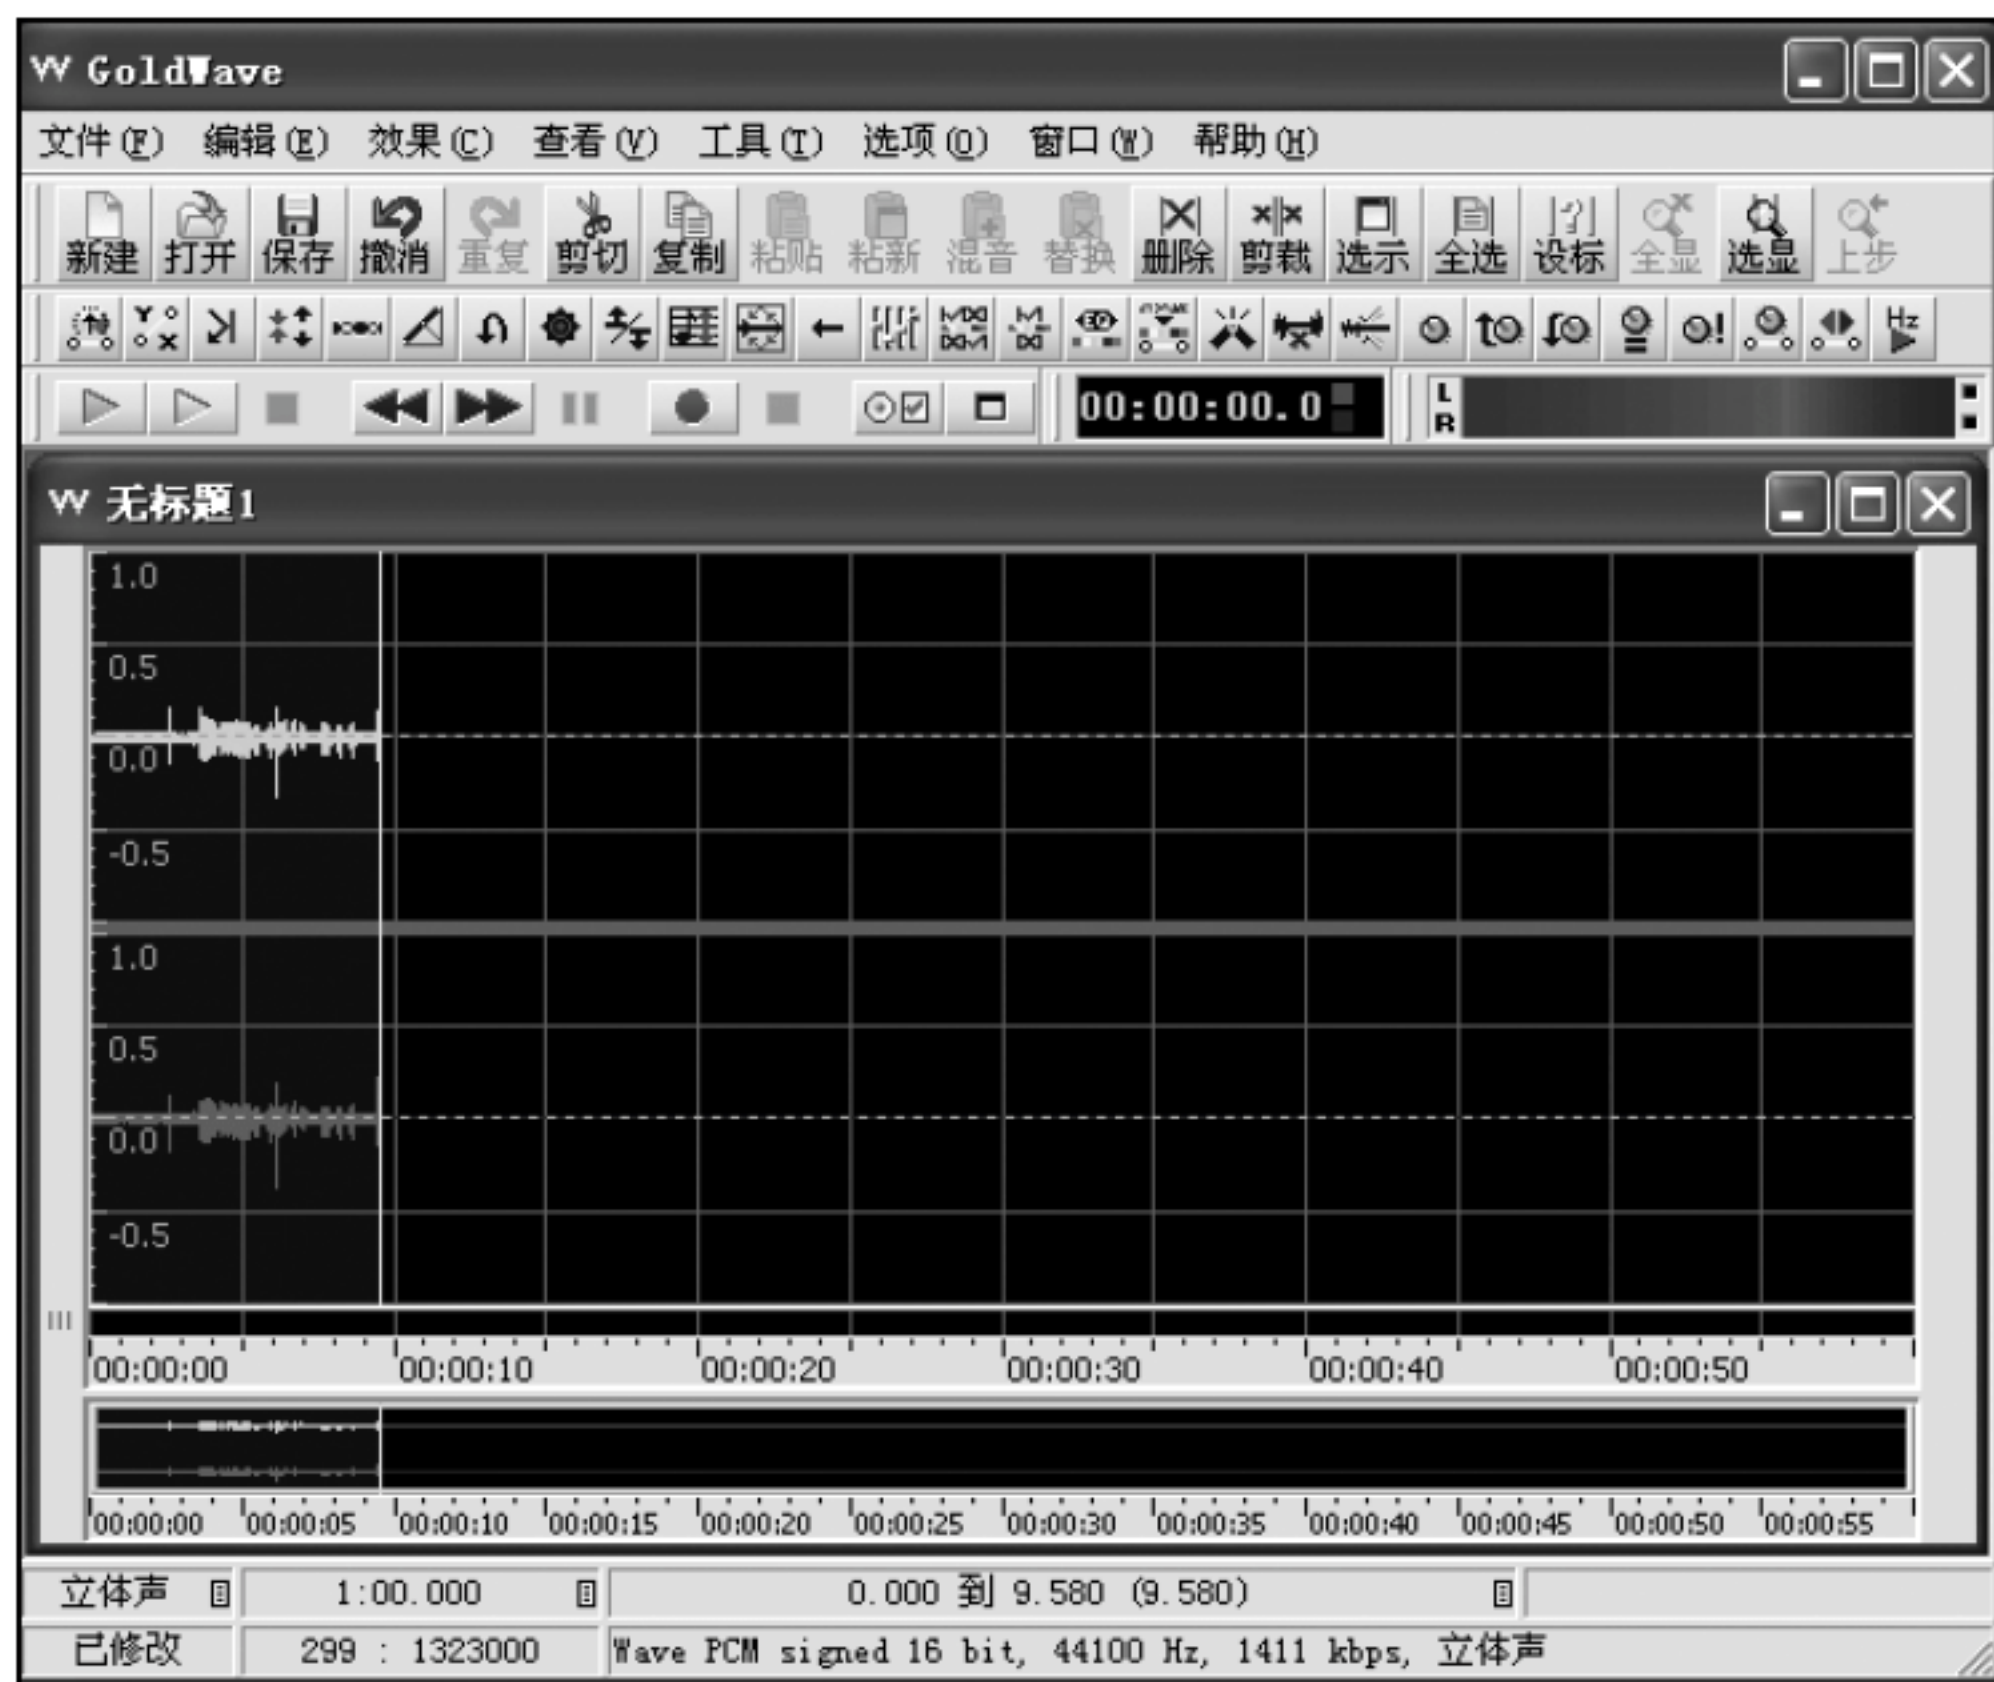 GoldWave
文件(F) 编辑(E) 效果(C) 查看(V) 工具(T) 选项(O) 窗口(W) 帮助(H)
新建 打开 保存 撤消 重复 剪切 复制 粘贴 粘新 混音 替换 删除 剪裁 选示 全选 设标 全显 选显 上步
Hz
00:00:00.0 L
R
无标题1
1.0
0.5
0.0
-0.5
1.0
0.5
0.0
-0.5
00:00:00 00:00:10 00:00:20 00:00:30 00:00:40 00:00:50
00:00:00 00:00:05 00:00:10 00:00:15 00:00:20 00:00:25 00:00:30 00:00:35 00:00:40 00:00:45 00:00:50 00:00:55
立体声 1:00.000 0.000 到 9.580 (9.580)
已修改 299 : 1323000 Wave PCM signed 16 bit, 44100 Hz, 1411 kbps, 立体声